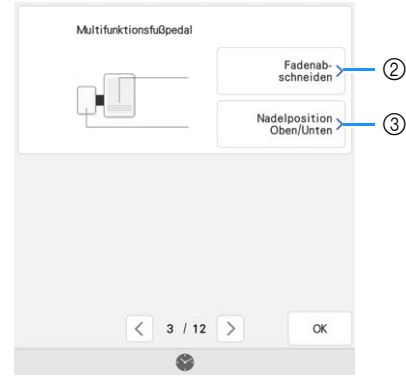 Multifunktionsfußpedal
Fadenab-
schneiden
②
Nadelposition
Oben/Unten
③
3 / 12
OK